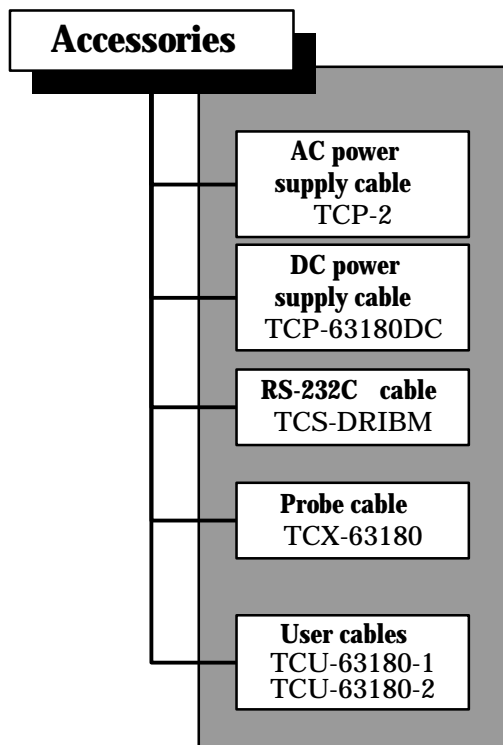 Accessories
AC power
supply cable
TCP-2
DC power
supply cable
TCP-63180DC
RS-232C cable
TCS-DRIBM
Probe cable
TCX-63180
User cables
TCU-63180-1
TCU-63180-2